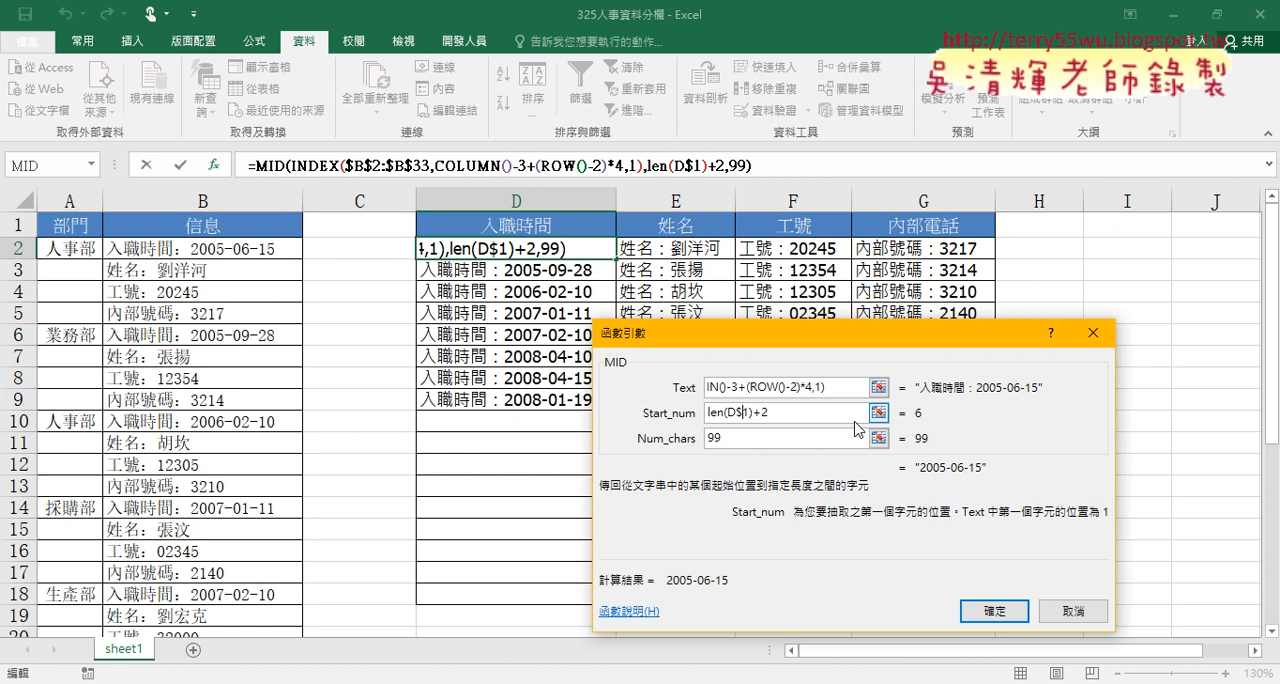 325人事資料分欄 - Excel
http://terry55wu.blogspot.tw
吳清輝老師錄製
檔案 常用 插入 版面配置 公式 資料 校閱 檢視 開發人員 告訴我您想要執行的動作... 登入 共用
從 Access 從 Web 從文字檔 從其他來源 現有連線 新查詢 顯示查詢 從表格 最近使用的來源 全部重新整理 連線 內容 編輯連結 排序 篩選 清除 重新套用 進階... 資料剖析 快速填入 移除重複 資料驗證 合併彙算 關聯圖 管理資料模型 模擬分析 預測工作表
取得外部資料 取得及轉換 連線 排序與篩選 資料工具 預測 大綱
MID =MID(INDEX($B$2:$B$33,COLUMN()-3+(ROW()-2)*4,1),len(D$1)+2,99)
A B C D E F G H I J
1 部門 信息 入職時間 姓名 工號 內部電話
2 人事部 入職時間：2005-06-15 4,1),len(D$1)+2,99) 姓名：劉洋河 工號：20245 內部號碼：3217
3 姓名：劉洋河 入職時間：2005-09-28 姓名：張揚 工號：12354 內部號碼：3214
4 工號：20245 入職時間：2006-02-10 姓名：胡坎 工號：12305 內部號碼：3210
5 內部號碼：3217 入職時間：2007-01-11 姓名：張汶 工號：02345 內部號碼：2140
6 業務部 入職時間：2005-09-28 入職時間：2007-02-10
7 姓名：張揚 入職時間：2008-04-10
8 工號：12354 入職時間：2008-04-15
9 內部號碼：3214 入職時間：2008-01-19
10 人事部 入職時間：2006-02-10
11 姓名：胡坎
12 工號：12305
13 內部號碼：3210
14 採購部 入職時間：2007-01-11
15 姓名：張汶
16 工號：02345
17 內部號碼：2140
18 生產部 入職時間：2007-02-10
19 姓名：劉宏克
20
函數引數 ?
MID
Text IN()-3+(ROW()-2)*4,1) = "入職時間：2005-06-15"
Start_num len(D$1)+2 = 6
Num_chars 99 = 99
= "2005-06-15"
傳回從文字串中的某個起始位置到指定長度之間的字元
Start_num 為您要抽取之第一個字元的位置。Text 中第一個字元的位置為 1
計算結果 = 2005-06-15
函數說明(H) 確定 取消
sheet1
編輯 130%